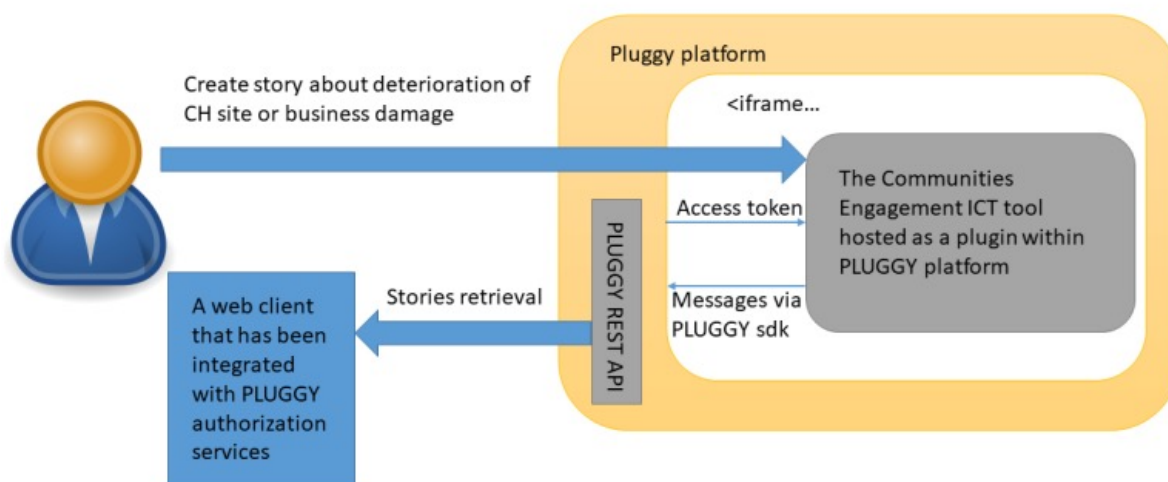 Pluggy platform
Create story about deterioration of
CH site or business damage
<iframe...
The Communities
Engagement ICT tool
hosted as a plugin within
PLUGGY platform
Access token
Messages via
PLUGGY sdk
PLUGGY REST API
Stories retrieval
A web client
that has been
integrated
with PLUGGY
authorization
services